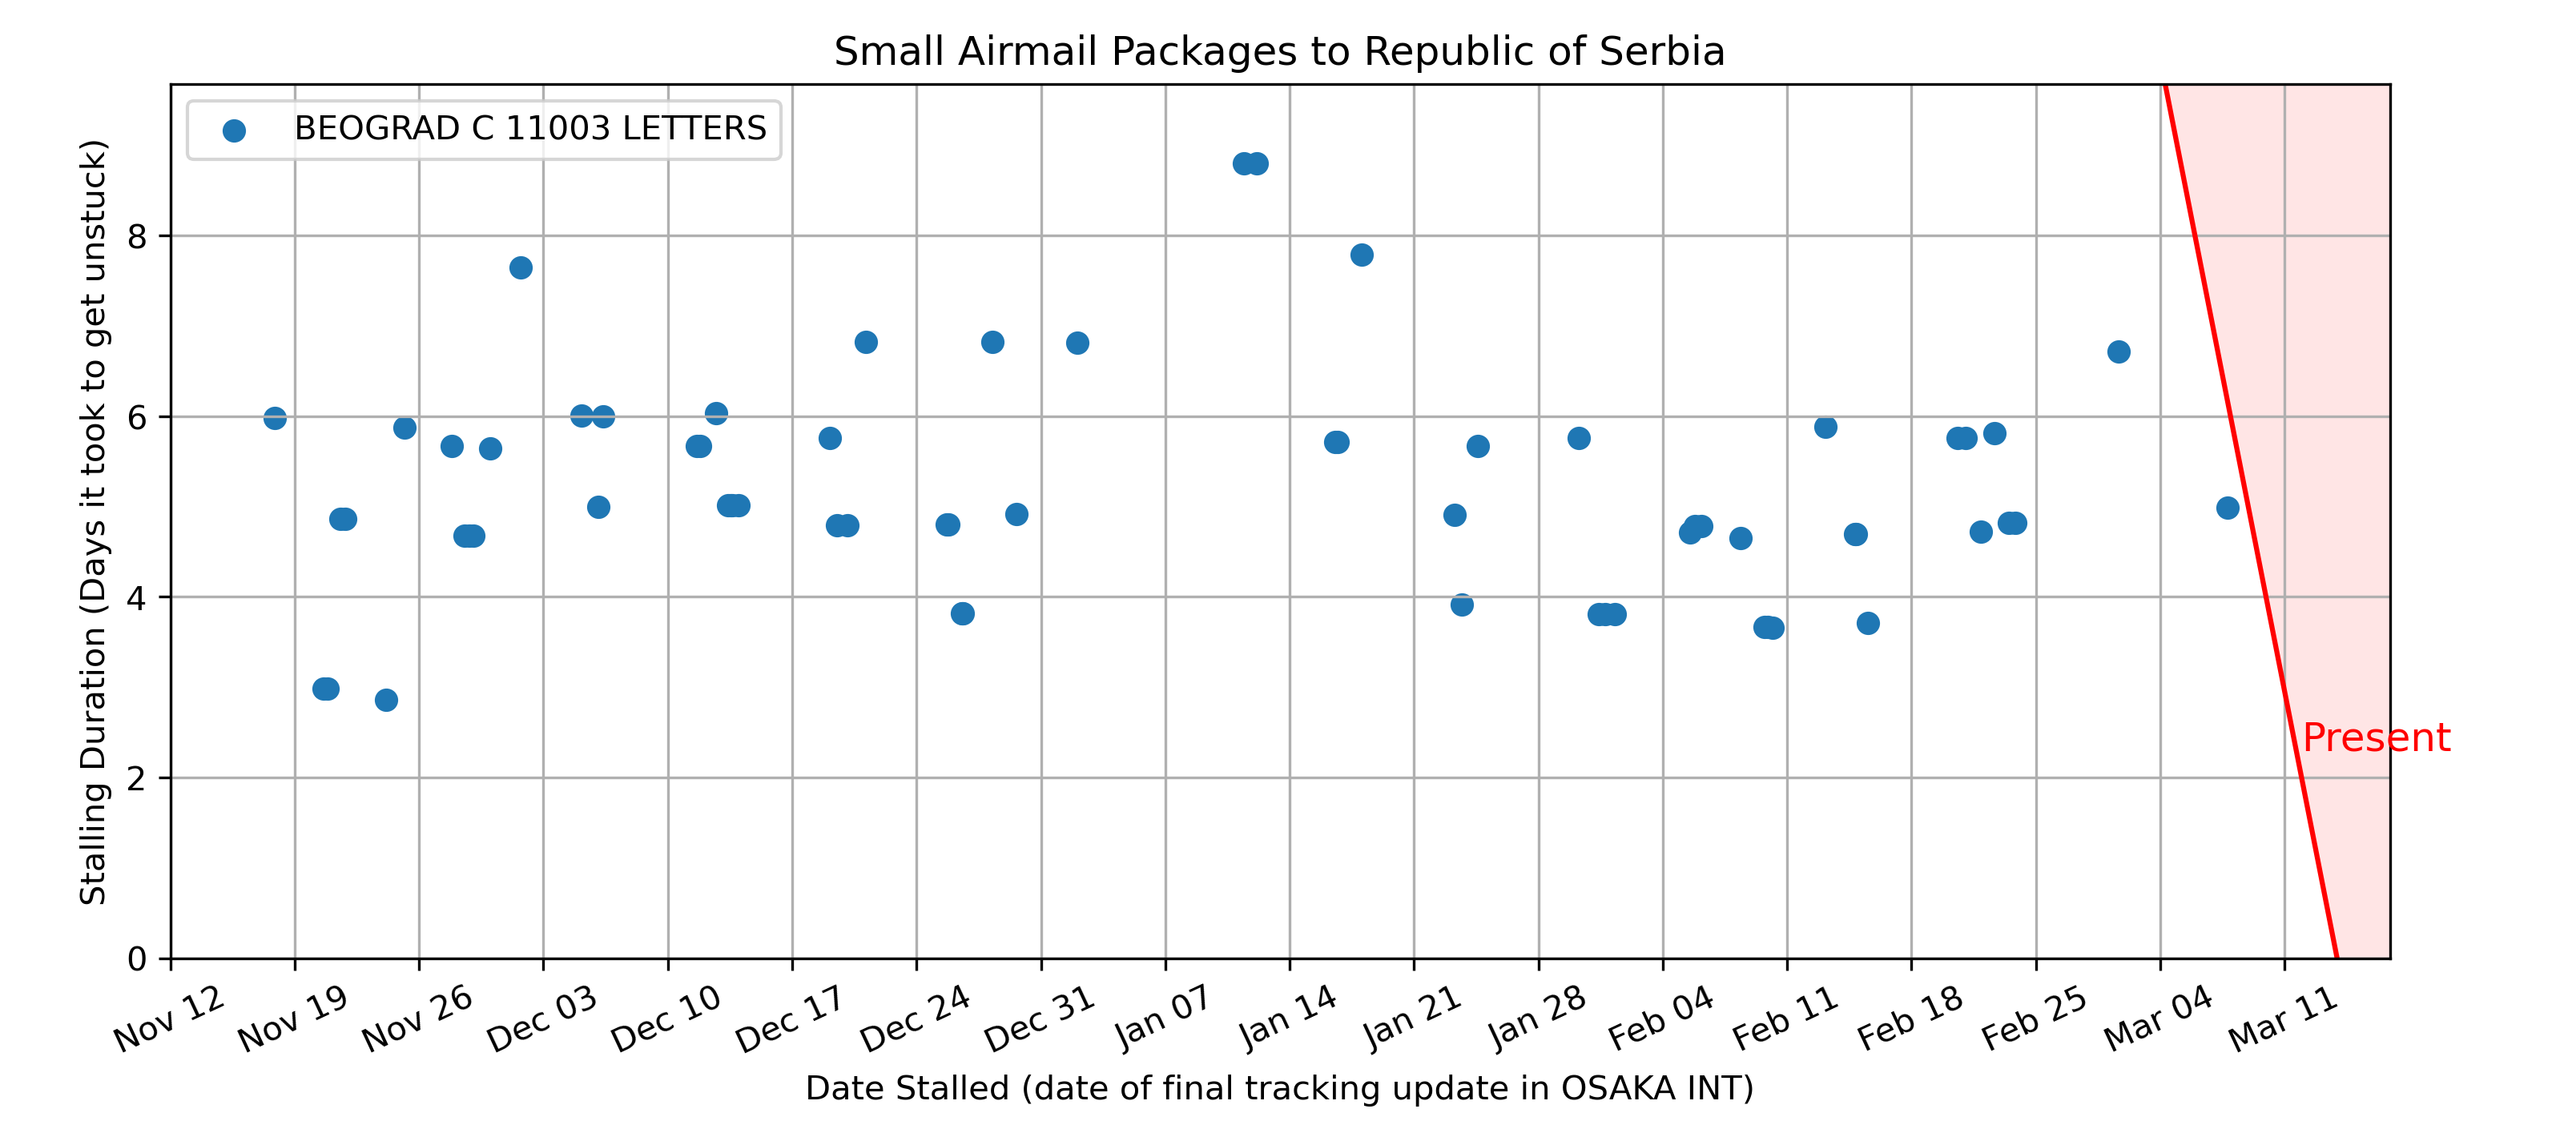 Small Airmail Packages to Republic of Serbia
BEOGRAD C 11003 LETTERS
Stalling Duration (Days it took to get unstuck)
8
6
4
2
0
Present
Nov 12
Nov 19
Nov 26
Dec 03
Dec 10
Dec 17
Dec 24
Dec 31
Jan 07
Jan 14
Jan 21
Jan 28
Feb 04
Feb 11
Feb 18
Feb 25
Mar 04
Mar 11
Date Stalled (date of final tracking update in OSAKA INT)